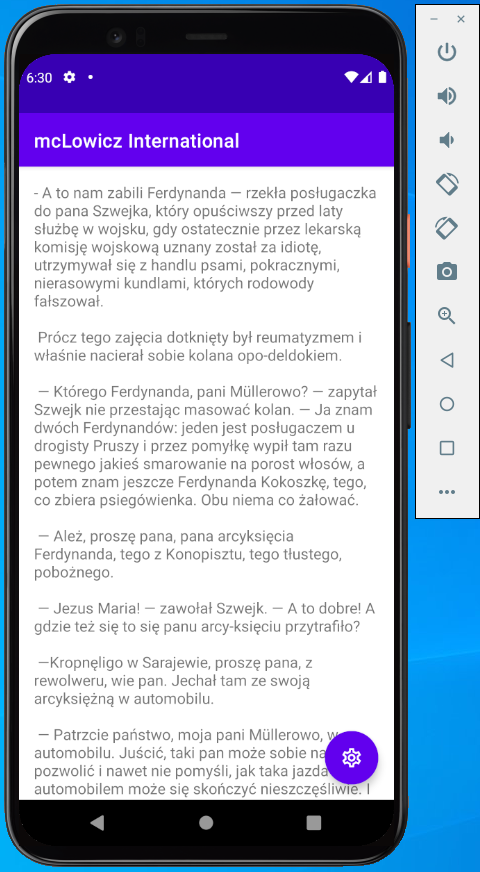 6:30
mcLowicz International
- A to nam zabili Ferdynanda — rzekła posługaczka
do pana Szwejka, który opuściwszy przed laty
służbę w wojsku, gdy ostatecznie przez lekarską
komisję wojskową uznany został za idiotę,
utrzymywał się z handlu psami, pokracznymi,
nierasowymi kundlami, których rodowody
fałszował.
Prócz tego zajęcia dotknięty był reumatyzmem i
właśnie nacierał sobie kolana opo-deldokiem.
— Którego Ferdynanda, pani Müllerowo? — zapytał
Szwejk nie przestając masować kolan. — Ja znam
dwóch Ferdynandów: jeden jest posługaczem u
drogisty Pruszy i przez pomyłkę wypił tam razu
pewnego jakieś smarowanie na porost włosów, a
potem znam jeszcze Ferdynanda Kokoszkę, tego,
co zbiera psiegówienka. Obu niema co żałować.
— Ależ, proszę pana, pana arcyksięcia
Ferdynanda, tego z Konopisztu, tego tłustego,
pobożnego.
— Jezus Maria! — zawołał Szwejk. — A to dobre! A
gdzie też się to się panu arcy-księciu przytrafiło?
—Kropnęligo w Sarajewie, proszę pana, z
rewolweru, wie pan. Jechał tam ze swoją
arcyksiężną w automobilu.
— Patrzcie państwo, moja pani Müllerowo, w
automobilu. Juścić, taki pan może sobie na
pozwolić i nawet nie pomyśli, jak taka jazda
automobilem może się skończyć nieszczęśliwie. I